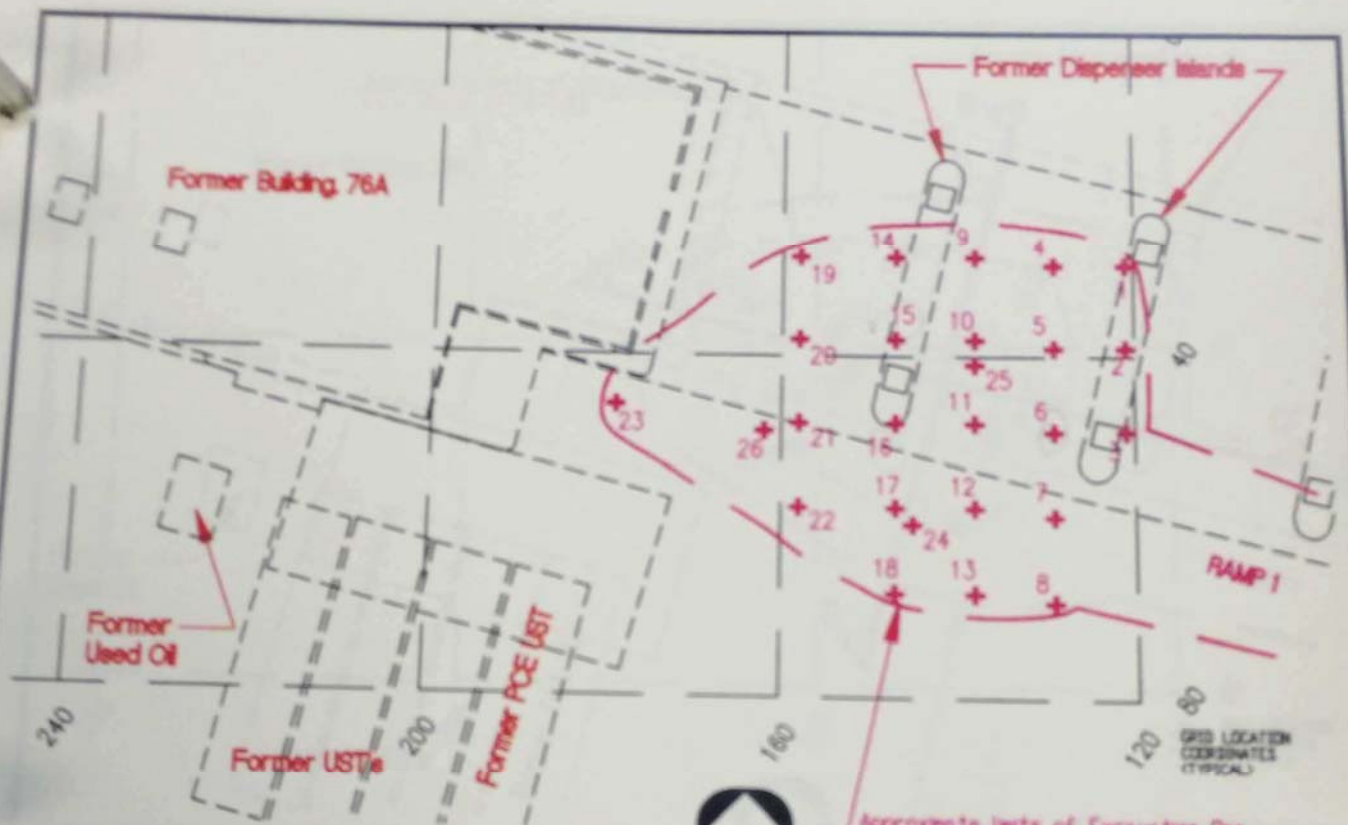 Former Dispenser Islands
Former Building 76A
14
9
4
19
15
10
5
20
2
40
25
23
11
6
26
21
16
3
17
12
7
22
24
RAMP 1
18
13
8
Former
Used Oil
Former PCE UST
Former UST's
240
200
160
120
80
GRID LOCATION
COORDINATES
(TYPICAL)
Approximate
of